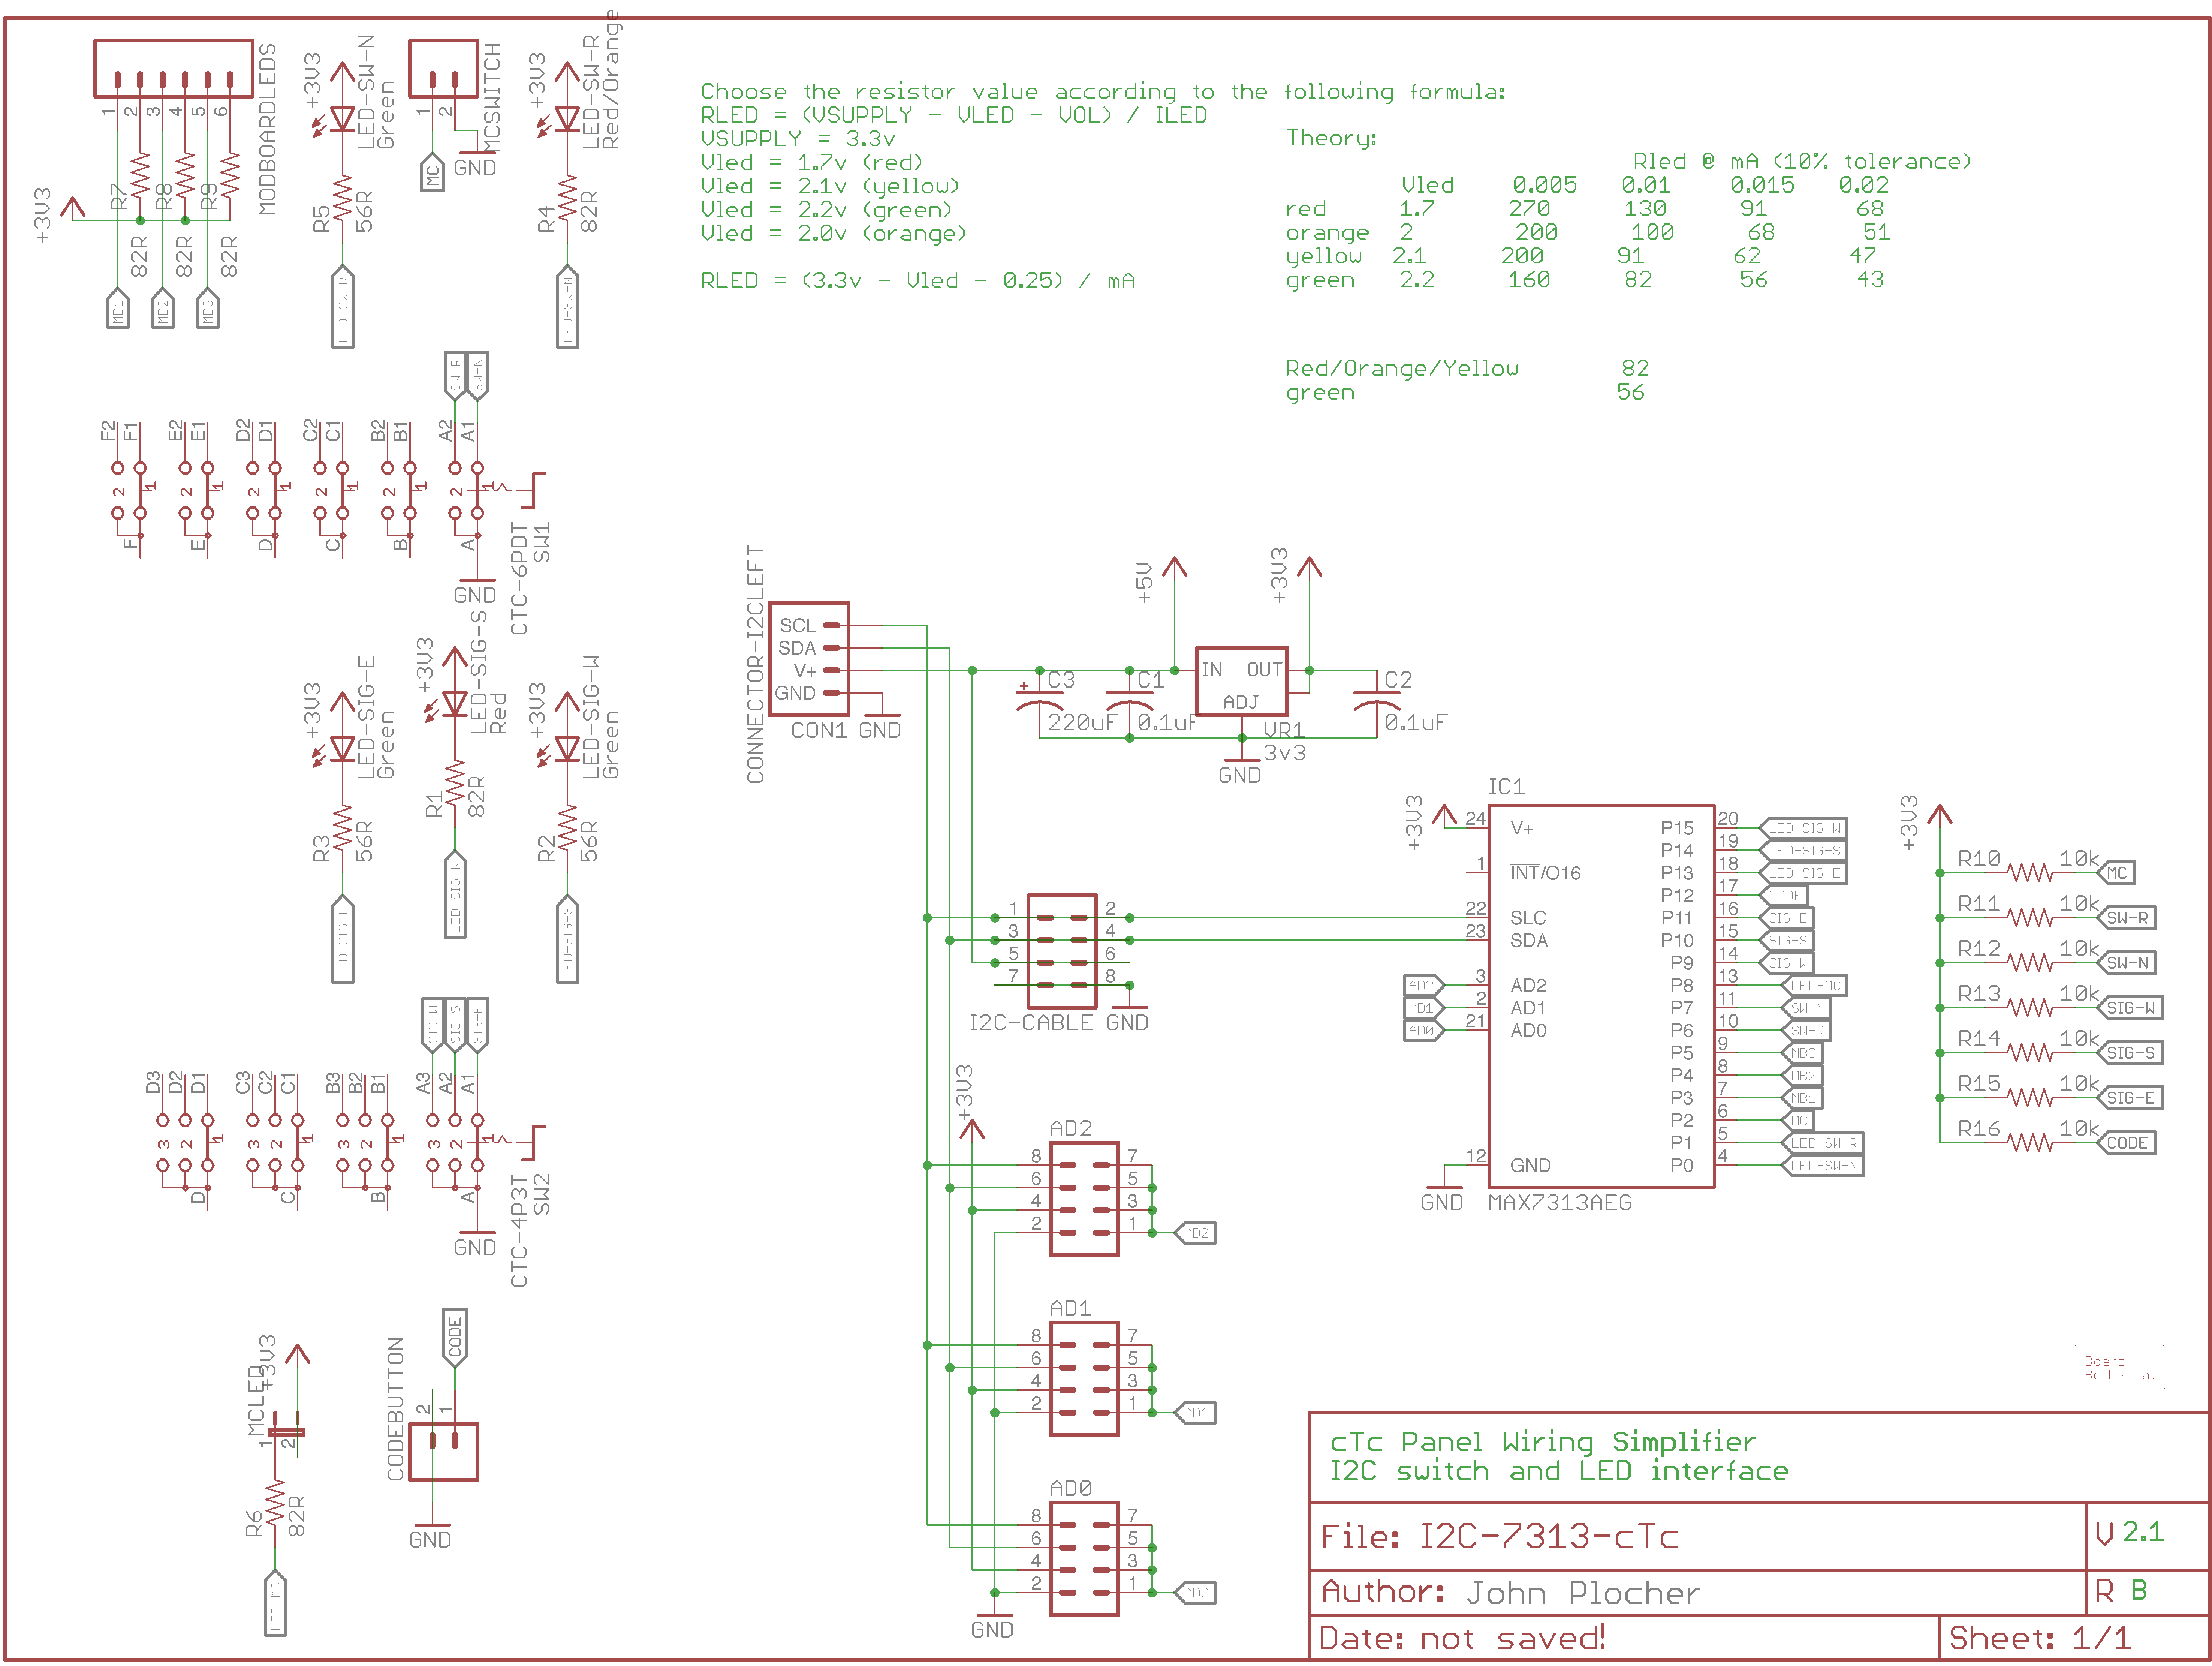 MODBOARDLEDS
1
2
3
4
5
6
+3V3
R7
R8
R9
82R
82R
82R
MB1
MB2
MB3
+3V3
LED-SW-N
Green
R5
56R
LED-SW-R
MCSWITCH
1
2
MC
GND
+3V3
LED-SW-R
Red/Orange
R4
82R
LED-SW-N
Choose the resistor value according to the following formula:
RLED = (VSUPPLY - VLED - VOL) / ILED
VSUPPLY = 3.3v
Vled = 1.7v (red)
Vled = 2.1v (yellow)
Vled = 2.2v (green)
Vled = 2.0v (orange)
RLED = (3.3v - Vled - 0.25) / mA
Theory:
Rled @ mA (10% tolerance)
Vled 0.005 0.01 0.015 0.02
red 1.7 270 130 91 68
orange 2 200 100 68 51
yellow 2.1 200 91 62 47
green 2.2 160 82 56 43
Red/Orange/Yellow 82
green 56
SW-R
SW-N
F2 F1 E2 E1 D2 D1 C2 C1 B2 B1 A2 A1
2 1 2 1 2 1 2 1 2 1 2 1
F E D C B A
GND
CTC-6PDT
SW1
+3V3
LED-SIG-E
Green
R3
56R
LED-SIG-E
+3V3
LED-SIG-S
Red
R1
82R
LED-SIG-W
+3V3
LED-SIG-W
Green
R2
56R
LED-SIG-S
SIG-W
SIG-S
SIG-E
D3 D2 D1 C3 C2 C1 B3 B2 B1 A3 A2 A1
3 2 1 3 2 1 3 2 1 3 2 1
D C B A
GND
CTC-4P3T
SW2
MCLED
+3V3
1
2
R6
82R
LED-MC
CODEBUTTON
CODE
2
1
GND
CONNECTOR-I2CLEFT
SCL
SDA
V+
GND
CON1
GND
+5V
+3V3
+
C3
220uF
C1
0.1uF
IN OUT
ADJ
VR1
3v3
GND
C2
0.1uF
1 2
3 4
5 6
7 8
I2C-CABLE
GND
+3V3
AD2
8 7
6 5
4 3
2 1
AD2
AD1
8 7
6 5
4 3
2 1
AD1
AD0
8 7
6 5
4 3
2 1
AD0
GND
IC1
+3V3
24 V+
1 INT/O16
22 SLC
23 SDA
AD2 3 AD2
AD1 2 AD1
AD0 21 AD0
12 GND
GND
MAX7313AEG
P15 20 LED-SIG-W
P14 19 LED-SIG-S
P13 18 LED-SIG-E
P12 17 CODE
P11 16 SIG-E
P10 15 SIG-S
P9 14 SIG-W
P8 13 LED-MC
P7 11 SW-N
P6 10 SW-R
P5 9 MB3
P4 8 MB2
P3 7 MB1
P2 6 MC
P1 5 LED-SW-R
P0 4 LED-SW-N
+3V3
R10 10k MC
R11 10k SW-R
R12 10k SW-N
R13 10k SIG-W
R14 10k SIG-S
R15 10k SIG-E
R16 10k CODE
Board
Boilerplate
cTc Panel Wiring Simplifier
I2C switch and LED interface
File: I2C-7313-cTc
V 2.1
Author: John Plocher
R B
Date: not saved!
Sheet: 1/1